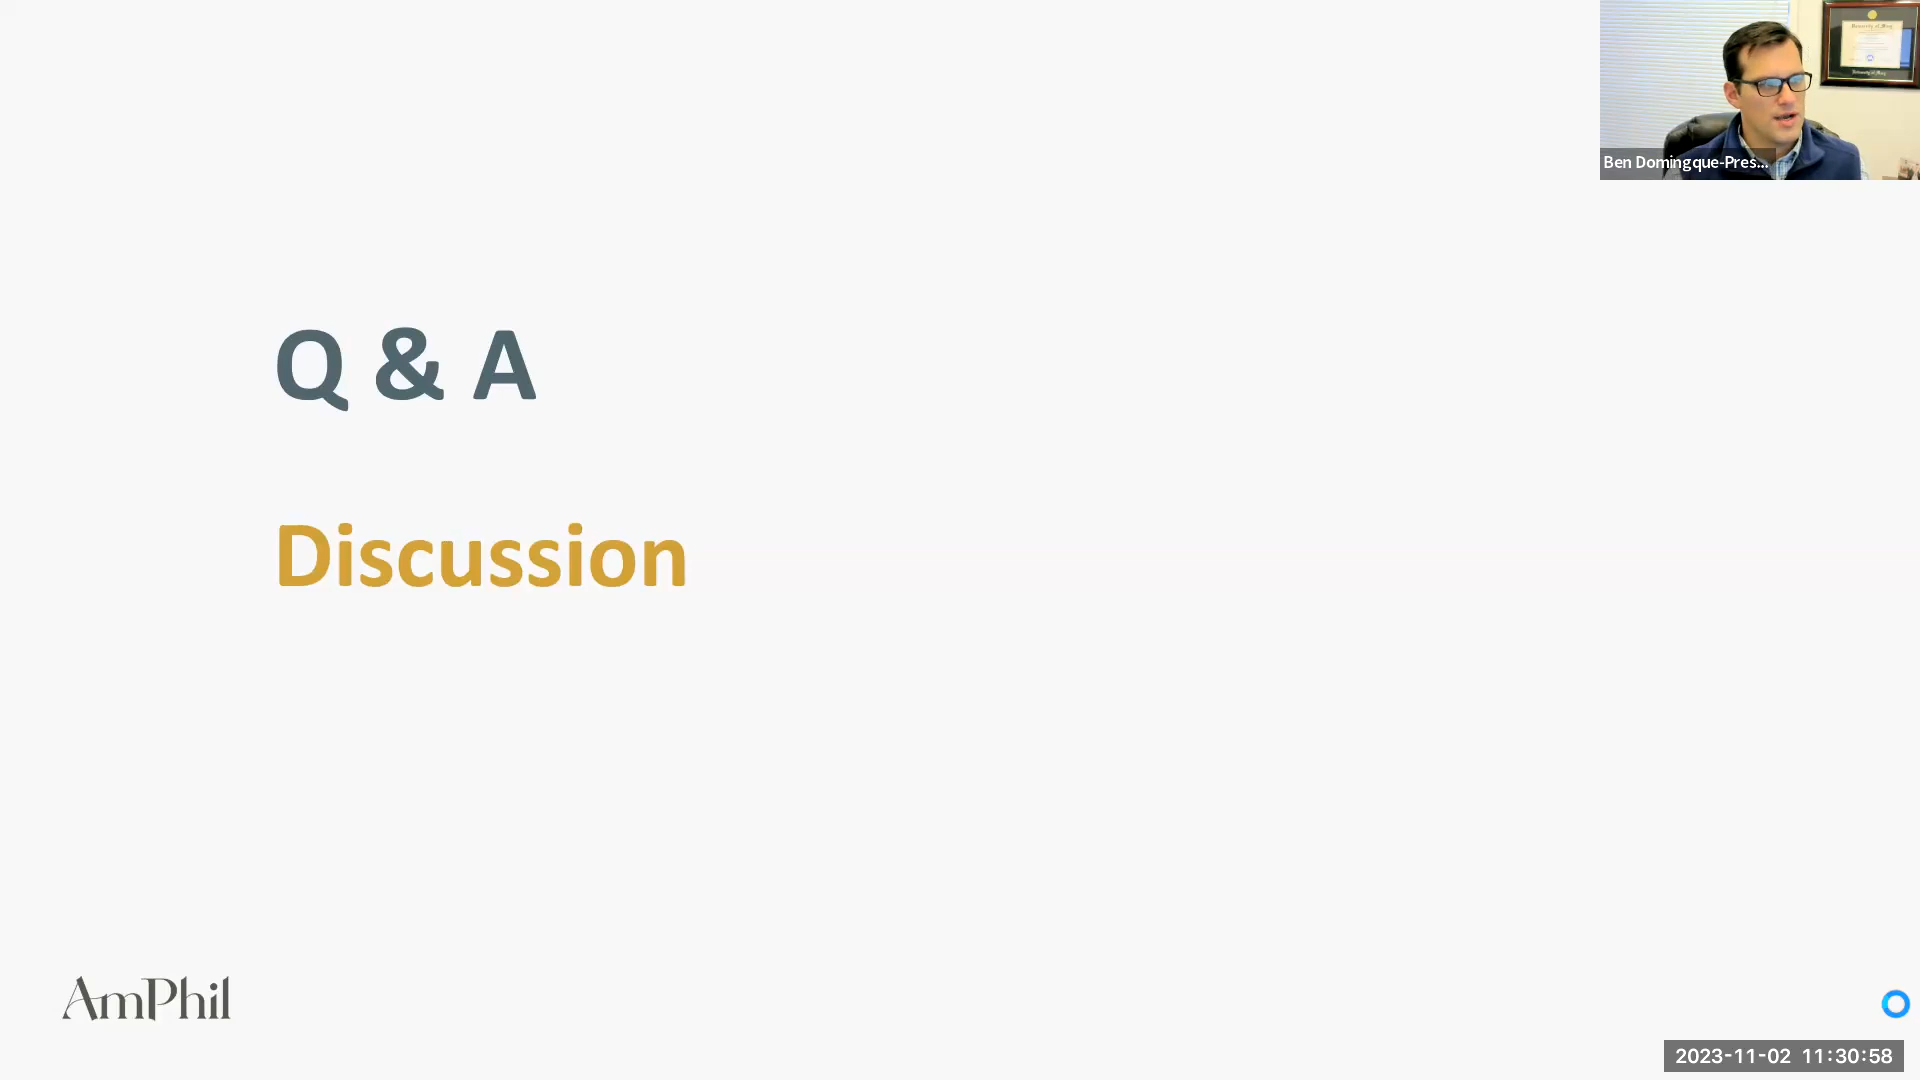 Ben Domingque-Pres...
Q & A
Discussion
AmPhil
2023-11-02 11:30:58